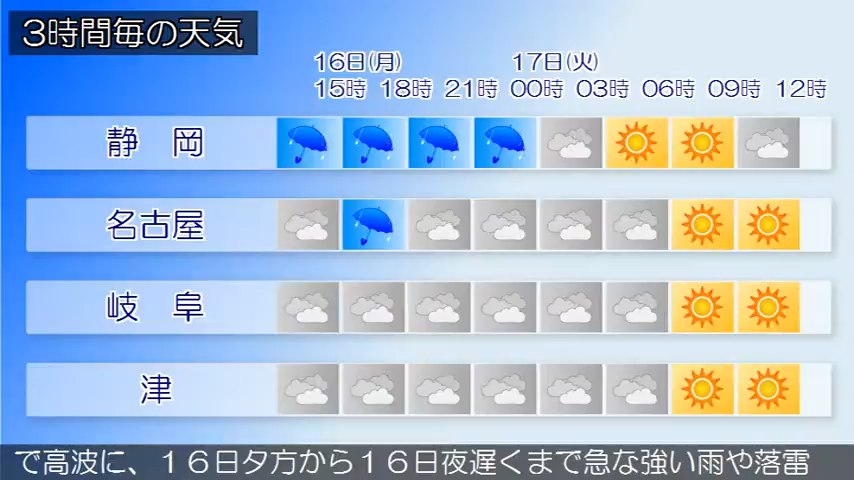 3時間毎の天気
16日(月) 17日(火)
15時 18時 21時 00時 03時 06時 09時 12時
静 岡
名古屋
岐 阜
津
で高波に、１６日夕方から１６日夜遅くまで急な強い雨や落雷